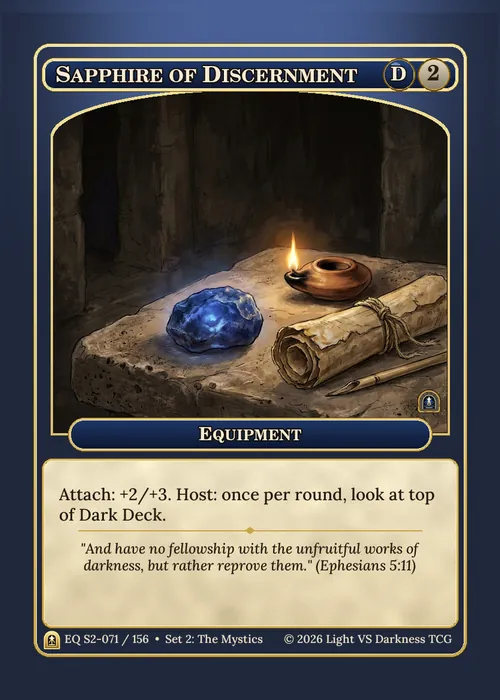 Sapphire of Discernment
D 2
Equipment
Attach: +2/+3. Host: once per round, look at top
of Dark Deck.
"And have no fellowship with the unfruitful works of
darkness, but rather reprove them." (Ephesians 5:11)
EQ S2-071 / 156 • Set 2: The Mystics © 2026 Light VS Darkness TCG